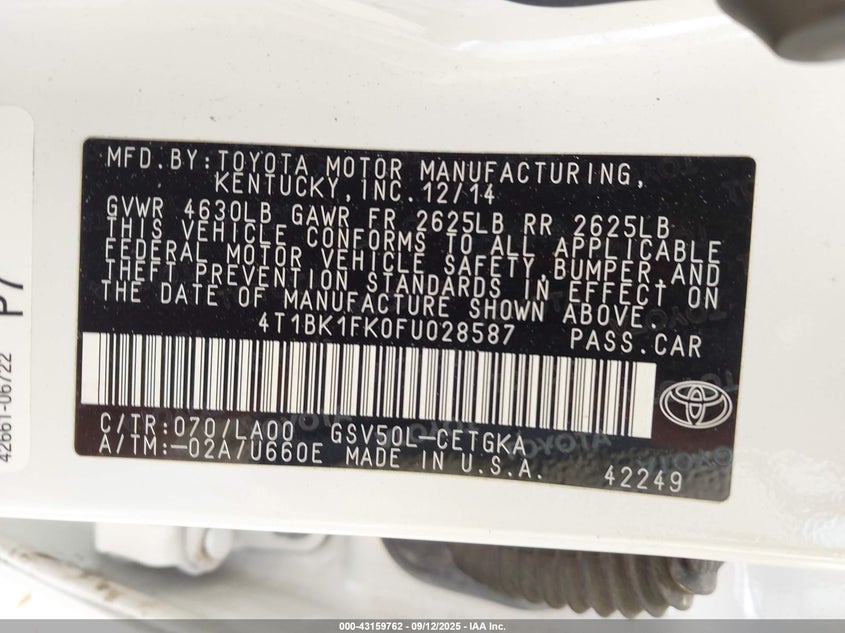 MFD.BY:TOYOTA MOTOR MANUFACTURING,
KENTUCKY,INC.12/14
GVWR 4630LB GAWR FR 2625LB RR 2625LB
THIS VEHICLE CONFORMS TO ALL APPLICABLE
FEDERAL MOTOR VEHICLE SAFETY,BUMPER,AND
THEFT PREVENTION STANDARDS IN EFFECT ON
THE DATE OF MANUFACTURE SHOWN ABOVE.
4T1BK1FK0FU028587 PASS.CAR
C/TR:070/LA00 GSV50L-CETGKA
A/TM:-02A/U660E MADE IN U.S.A.
42249
42661-06722
P7
000-43159762 - 09/12/2025 - IAA Inc.